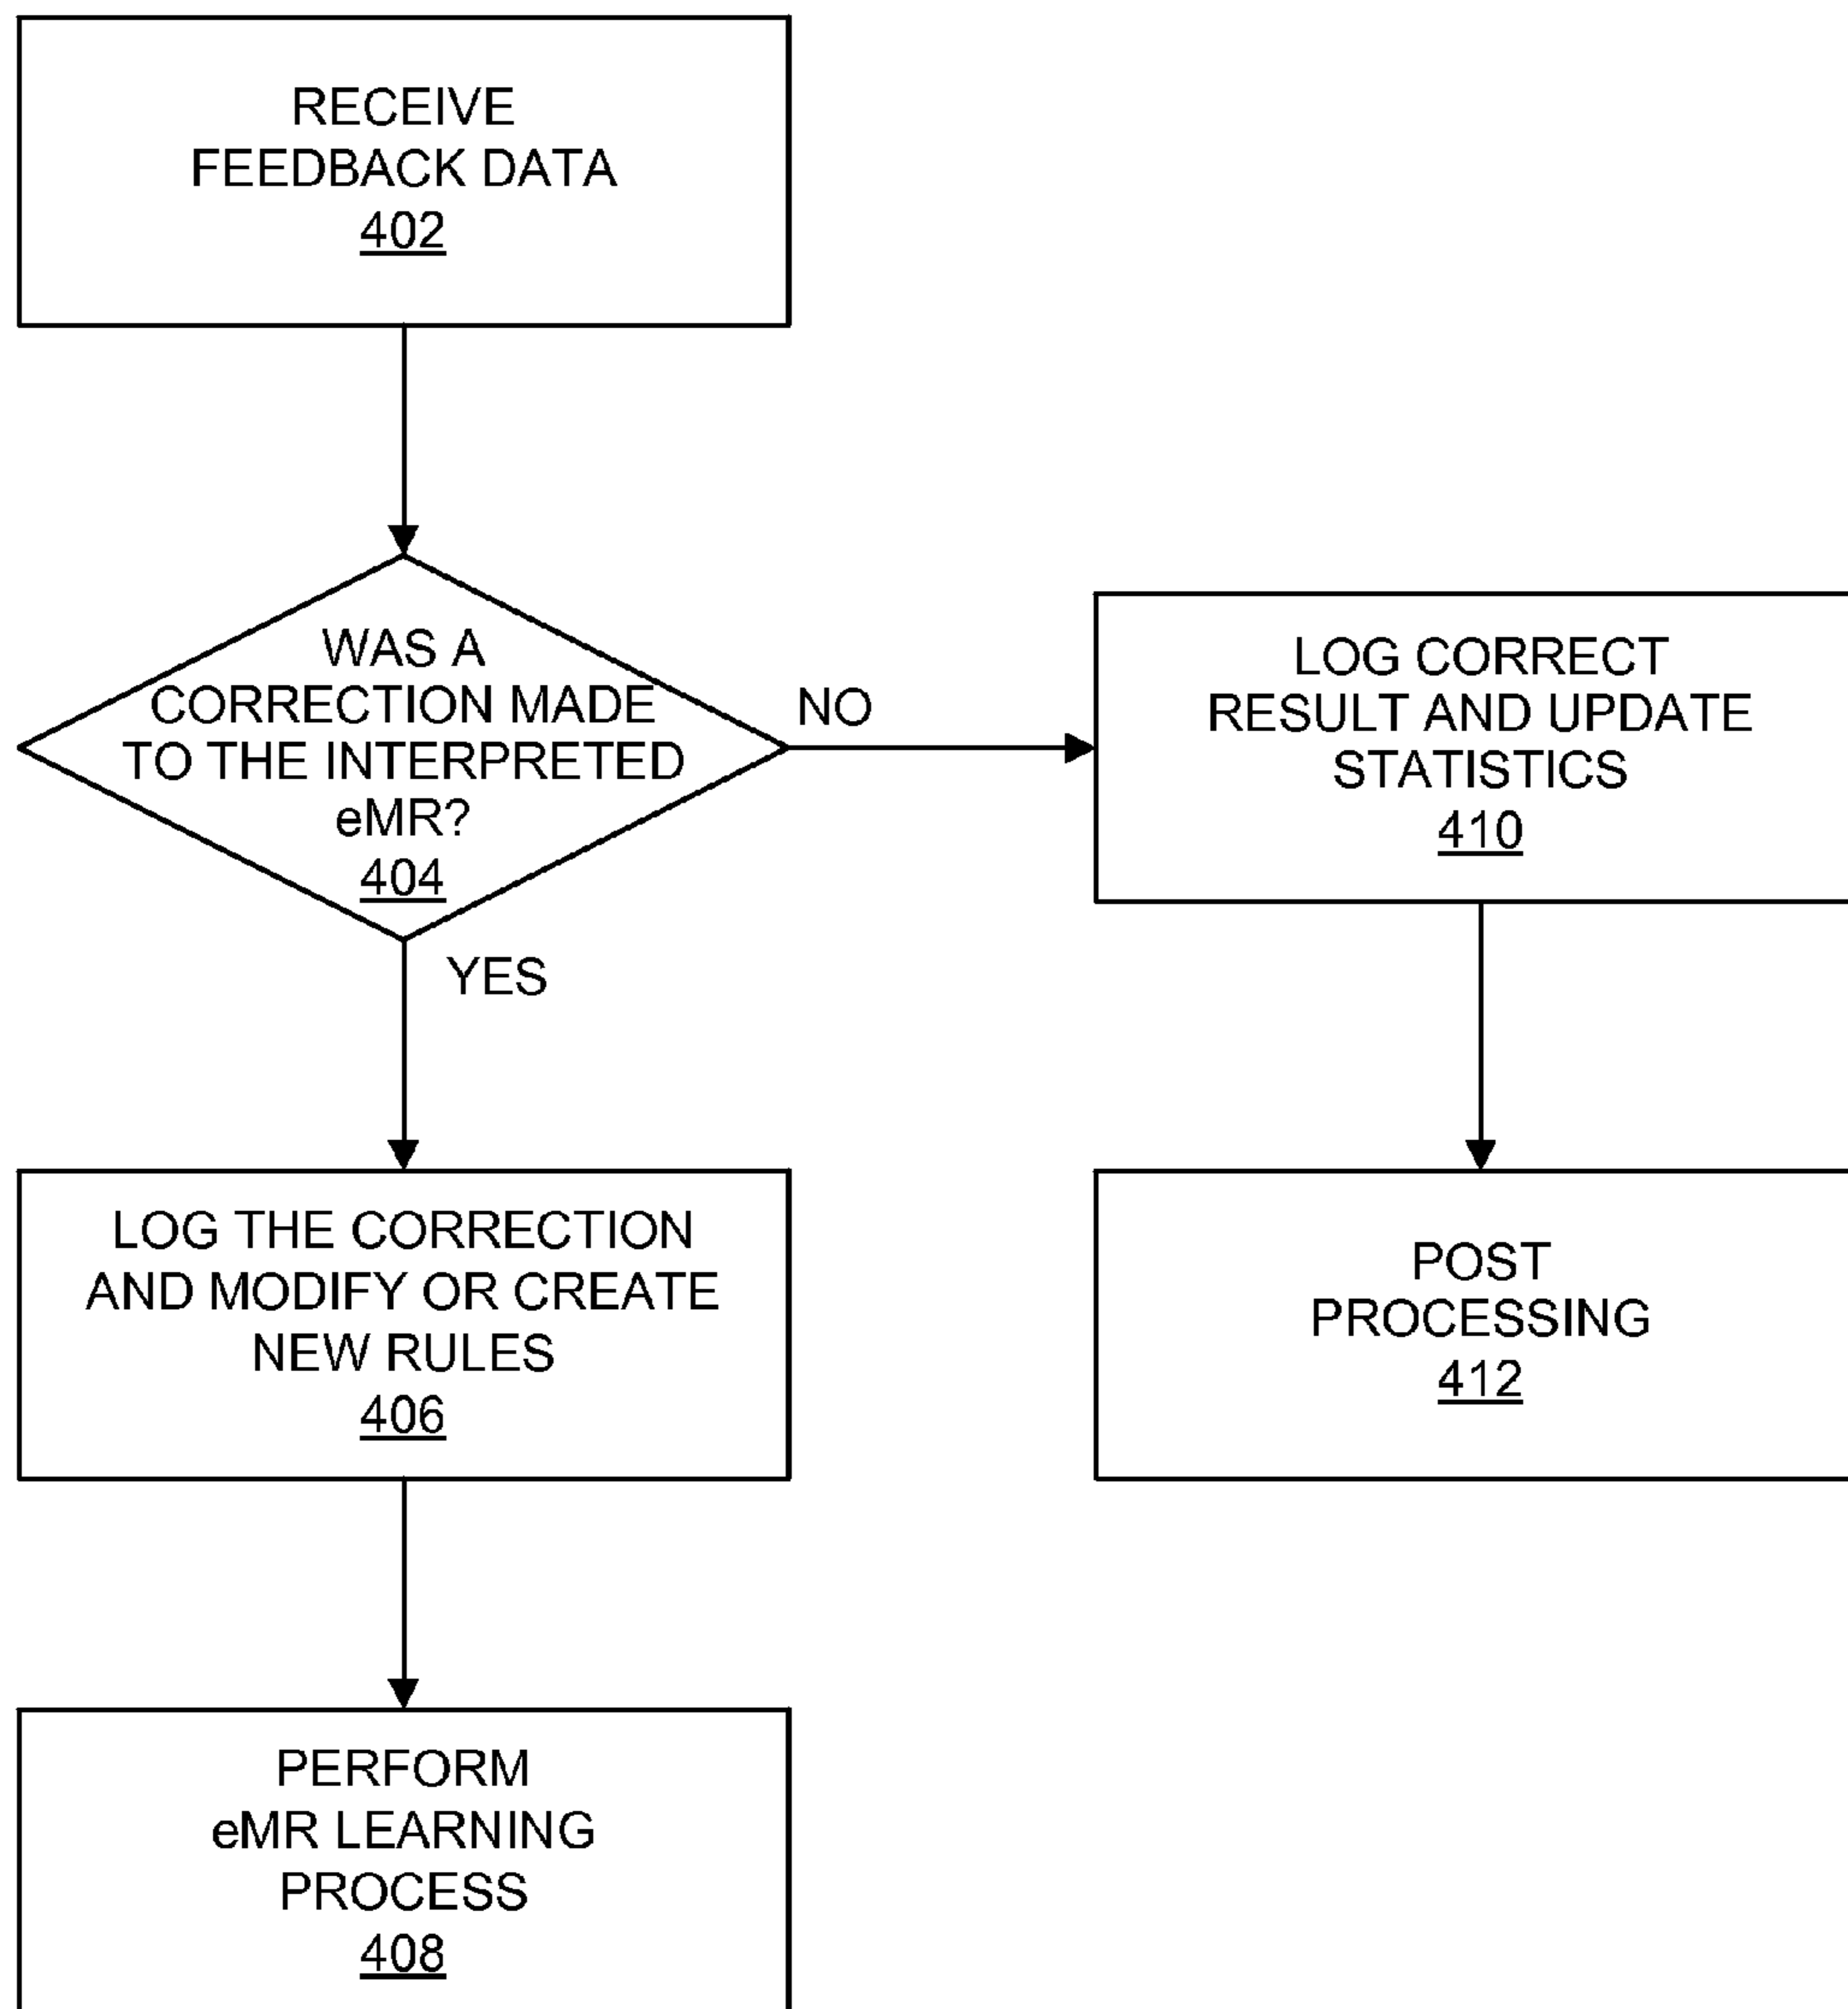 RECEIVE
FEEDBACK DATA
402
WAS A
CORRECTION MADE
TO THE INTERPRETED
eMR?
404
NO
YES
LOG CORRECT
RESULT AND UPDATE
STATISTICS
410
LOG THE CORRECTION
AND MODIFY OR CREATE
NEW RULES
406
POST
PROCESSING
412
PERFORM
eMR LEARNING
PROCESS
408